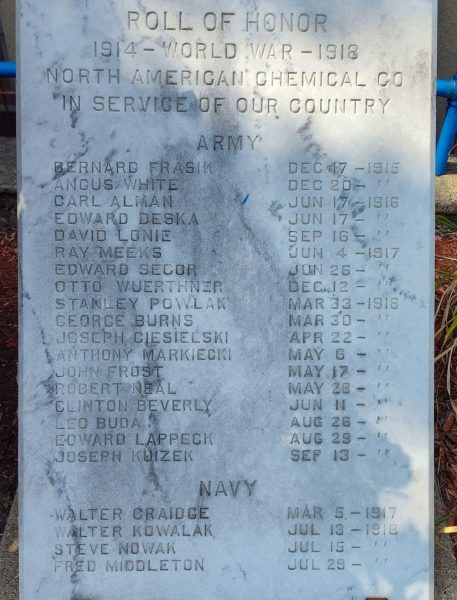 ROLL OF HONOR
1914 - WORLD WAR - 1918
NORTH AMERICAN CHEMICAL CO
IN SERVICE OF OUR COUNTRY
ARMY
BERNARD FRASIK DEC 17 - 1915
ANGUS WHITE DEC 20 - "
CARL ALMAN JUN 17 - 1916
EDWARD DESKA JUN 17 - "
DAVID LONIE SEP 16 - "
RAY MEEKS JUN 4 - 1917
EDWARD SEGOR JUN 26 - "
OTTO WUERTHNER DEC 12 - "
STANLEY POWLAK MAR 33 - 1918
GEORGE BURNS MAR 30 - "
JOSEPH CIESIELSKI APR 22 - "
ANTHONY MARKIECKI MAY 6 - "
JOHN FROST MAY 17 - "
ROBERT NEAL MAY 28 - "
CLINTON BEVERLY JUN 11 - "
LEO BUDA AUG 26 - "
EDWARD LAPPECK AUG 29 - "
JOSEPH KUIZEK SEP 13 - "
NAVY
WALTER CRAIDGE MAR 5 - 1917
WALTER KOWALAK JUL 13 - 1918
STEVE NOWAK JUL 15 - "
FRED MIDDLETON JUL 29 - "